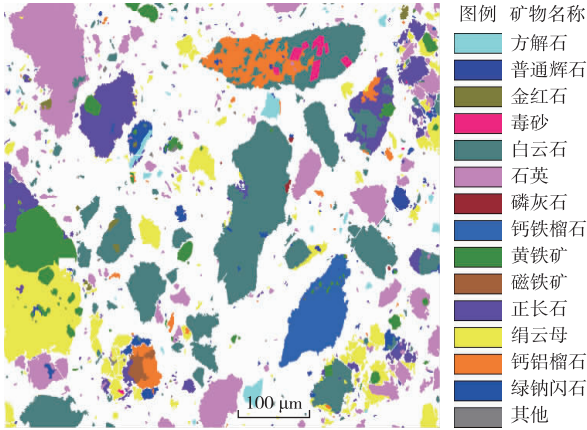 图例 矿物名称
方解石
普通辉石
金红石
毒砂
白云石
石英
磷灰石
钙铁榴石
黄铁矿
磁铁矿
正长石
绢云母
钙铝榴石
绿钠闪石
其他
100 μm